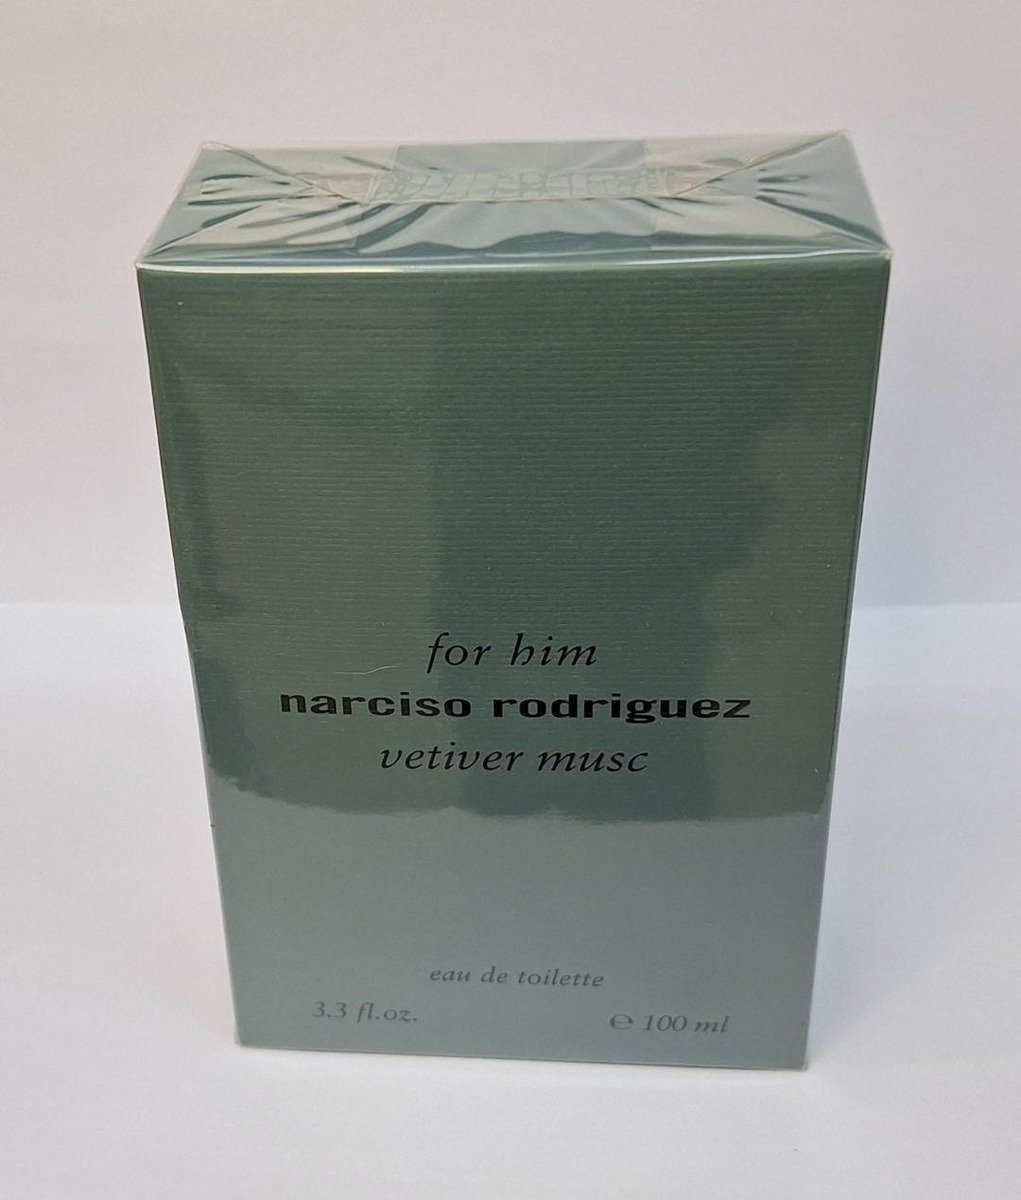 for him
narciso rodriguez
vetiver musc
eau de toilette
3.3 fl.oz.
℮ 100 ml